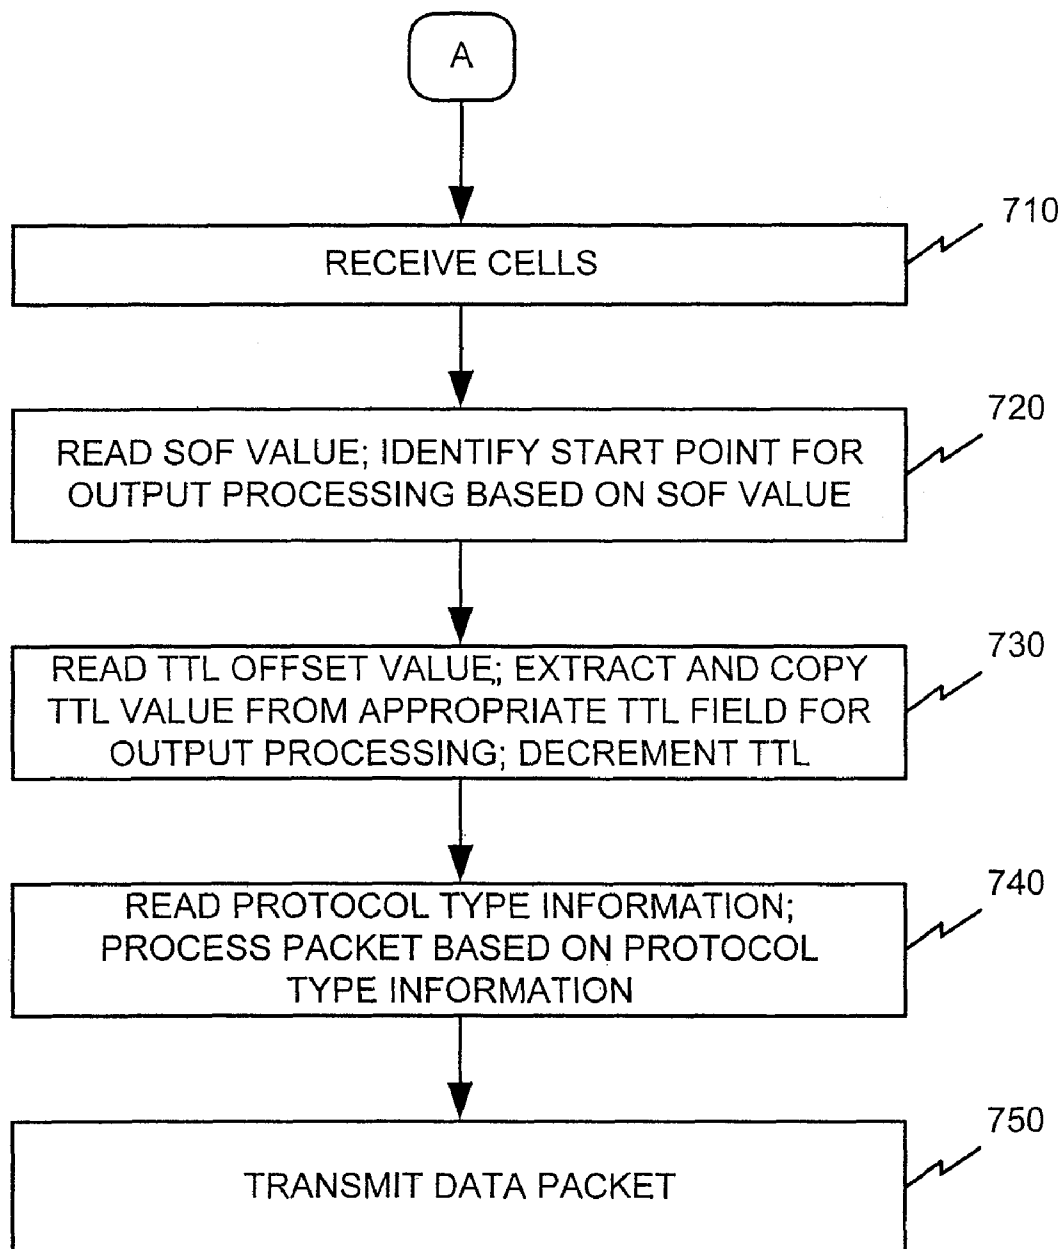 A
710
RECEIVE CELLS
720
READ SOF VALUE; IDENTIFY START POINT FOR
OUTPUT PROCESSING BASED ON SOF VALUE
730
READ TTL OFFSET VALUE; EXTRACT AND COPY
TTL VALUE FROM APPROPRIATE TTL FIELD FOR
OUTPUT PROCESSING; DECREMENT TTL
740
READ PROTOCOL TYPE INFORMATION;
PROCESS PACKET BASED ON PROTOCOL
TYPE INFORMATION
750
TRANSMIT DATA PACKET